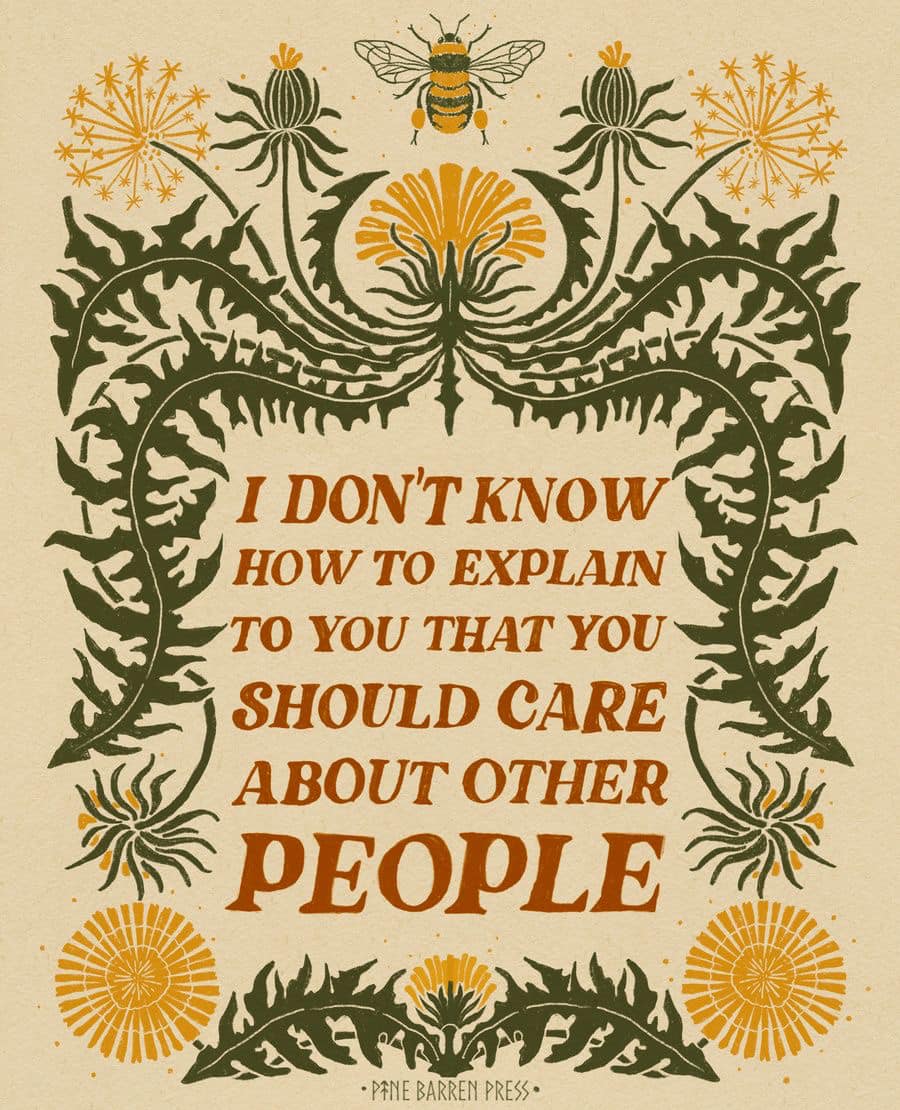 I DON'T KNOW
HOW TO EXPLAIN
TO YOU THAT YOU
SHOULD CARE
ABOUT OTHER
PEOPLE
• PINE BARREN PRESS •